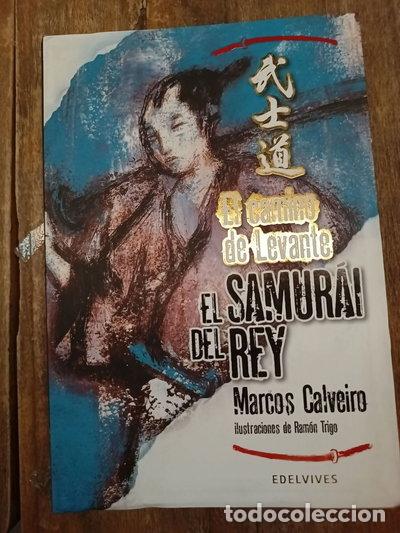 武士道
El camino
de Levante
EL SAMURÁI
DEL REY
Marcos Calveiro
ilustraciones de Ramón Trigo
EDELVIVES
todocoleccion